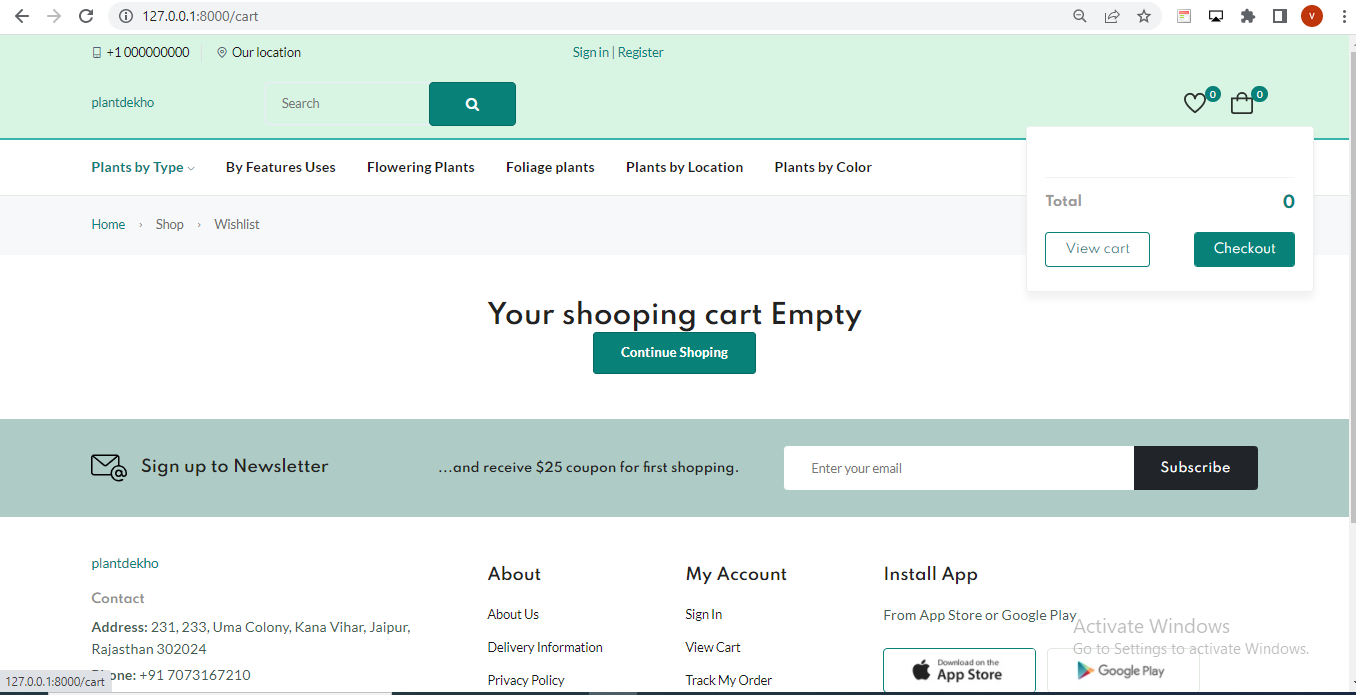 127.0.0.1:8000/cart
V
+1 000000000 Our location Sign in | Register
plantdekho Search 0 0
Plants by Type By Features Uses Flowering Plants Foliage plants Plants by Location Plants by Color
Total 0
Home › Shop › Wishlist
View cart Checkout
Your shooping cart Empty
Continue Shoping
Sign up to Newsletter ...and receive $25 coupon for first shopping. Enter your email Subscribe
plantdekho
Contact
Address: 231, 233, Uma Colony, Kana Vihar, Jaipur,
Rajasthan 302024
+91 7073167210
About
About Us
Delivery Information
Privacy Policy
My Account
Sign In
View Cart
Track My Order
Install App
From App Store or Google Play
Download on the
App Store
Google Play
Activate Windows
Go to Settings to activate Windows.
127.0.0.1:8000/cart